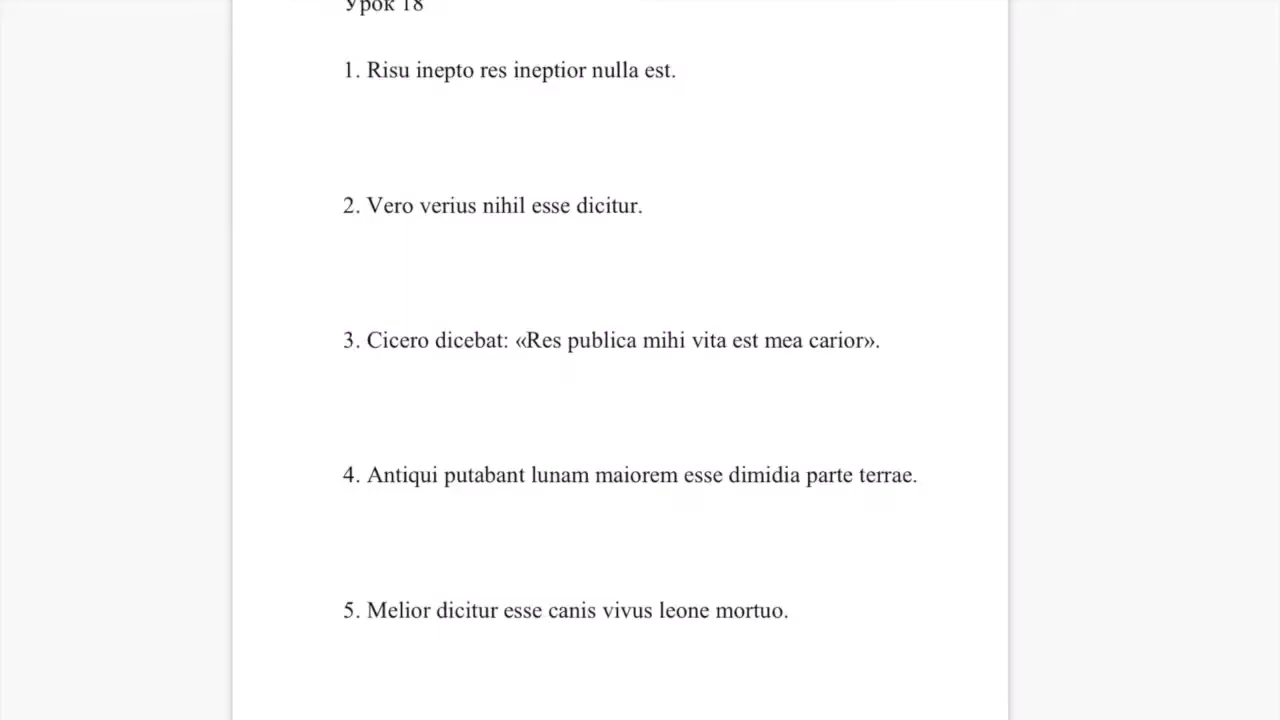 Урок 18
1. Risu inepto res ineptior nulla est.
2. Vero verius nihil esse dicitur.
3. Cicero dicebat: «Res publica mihi vita est mea carior».
4. Antiqui putabant lunam maiorem esse dimidia parte terrae.
5. Melior dicitur esse canis vivus leone mortuo.